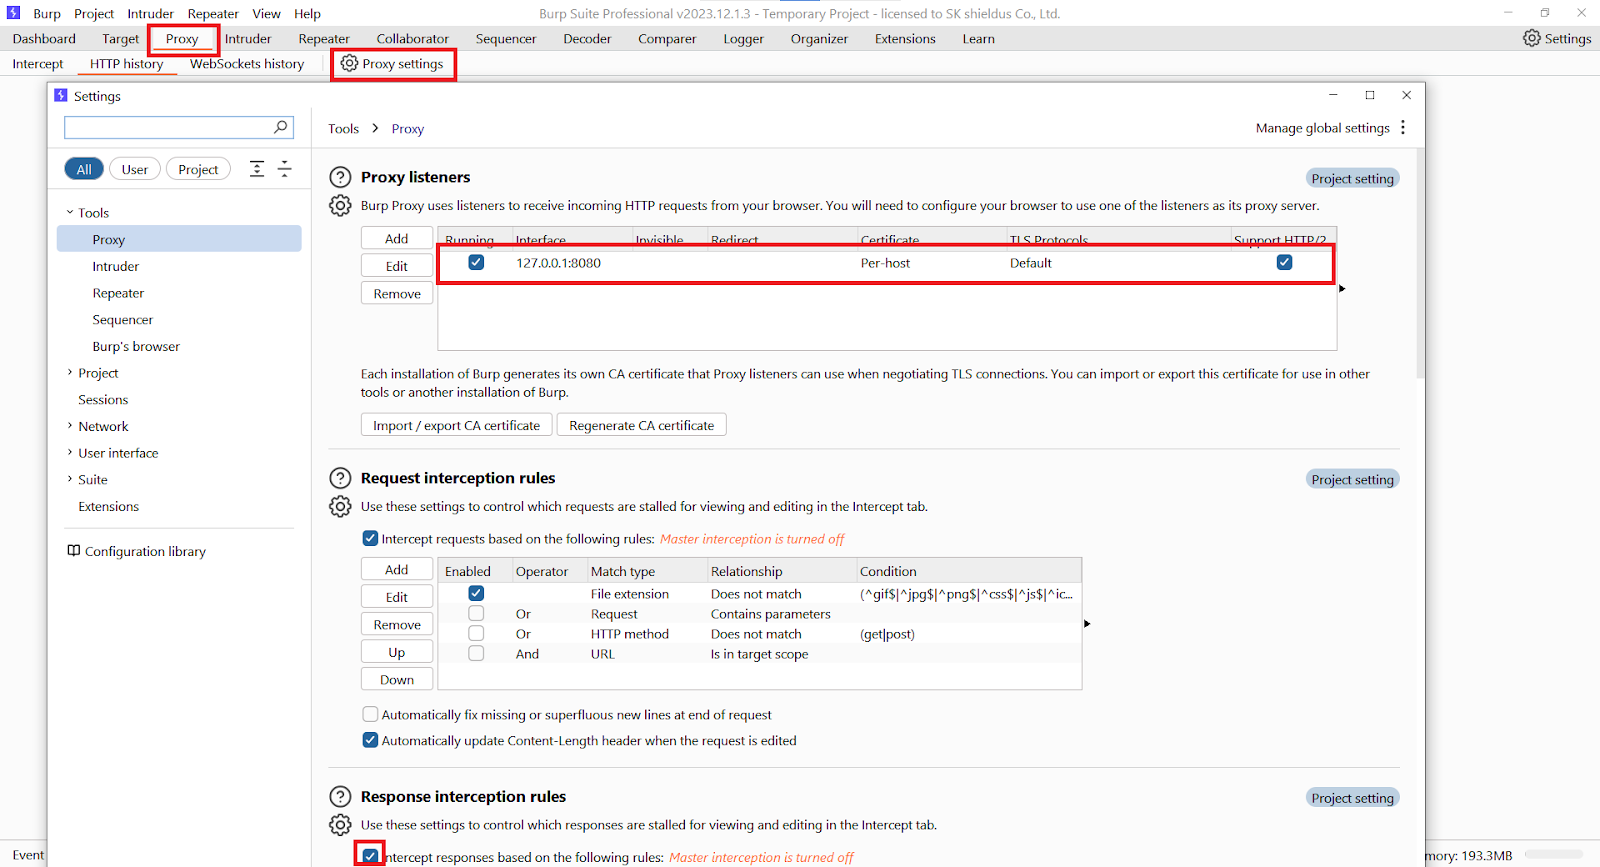 Burp Project Intruder Repeater View Help Burp Suite Professional v2023.12.1.3 - Temporary Project - licensed to SK shieldus Co., Ltd.
Dashboard Target Proxy Intruder Repeater Collaborator Sequencer Decoder Comparer Logger Organizer Extensions Learn Settings
Intercept HTTP history WebSockets history Proxy settings
Settings
Tools > Proxy Manage global settings
All User Project
Tools
Proxy
Intruder
Repeater
Sequencer
Burp's browser
Project
Sessions
Network
User interface
Suite
Extensions
Configuration library
Proxy listeners Project setting
Burp Proxy uses listeners to receive incoming HTTP requests from your browser. You will need to configure your browser to use one of the listeners as its proxy server.
Add
Edit
Remove
Running Interface Invisible Redirect Certificate TLS Protocols Support HTTP/2
127.0.0.1:8080 Per-host Default
Each installation of Burp generates its own CA certificate that Proxy listeners can use when negotiating TLS connections. You can import or export this certificate for use in other
tools or another installation of Burp.
Import / export CA certificate Regenerate CA certificate
Request interception rules Project setting
Use these settings to control which requests are stalled for viewing and editing in the Intercept tab.
Intercept requests based on the following rules: Master interception is turned off
Add
Edit
Remove
Up
Down
Enabled Operator Match type Relationship Condition
File extension Does not match (^gif$|^jpg$|^png$|^css$|^js$|^ic...
Or Request Contains parameters
Or HTTP method Does not match (get|post)
And URL Is in target scope
Automatically fix missing or superfluous new lines at end of request
Automatically update Content-Length header when the request is edited
Response interception rules Project setting
Use these settings to control which responses are stalled for viewing and editing in the Intercept tab.
ntercept responses based on the following rules: Master interception is turned off
Event mory: 193.3MB